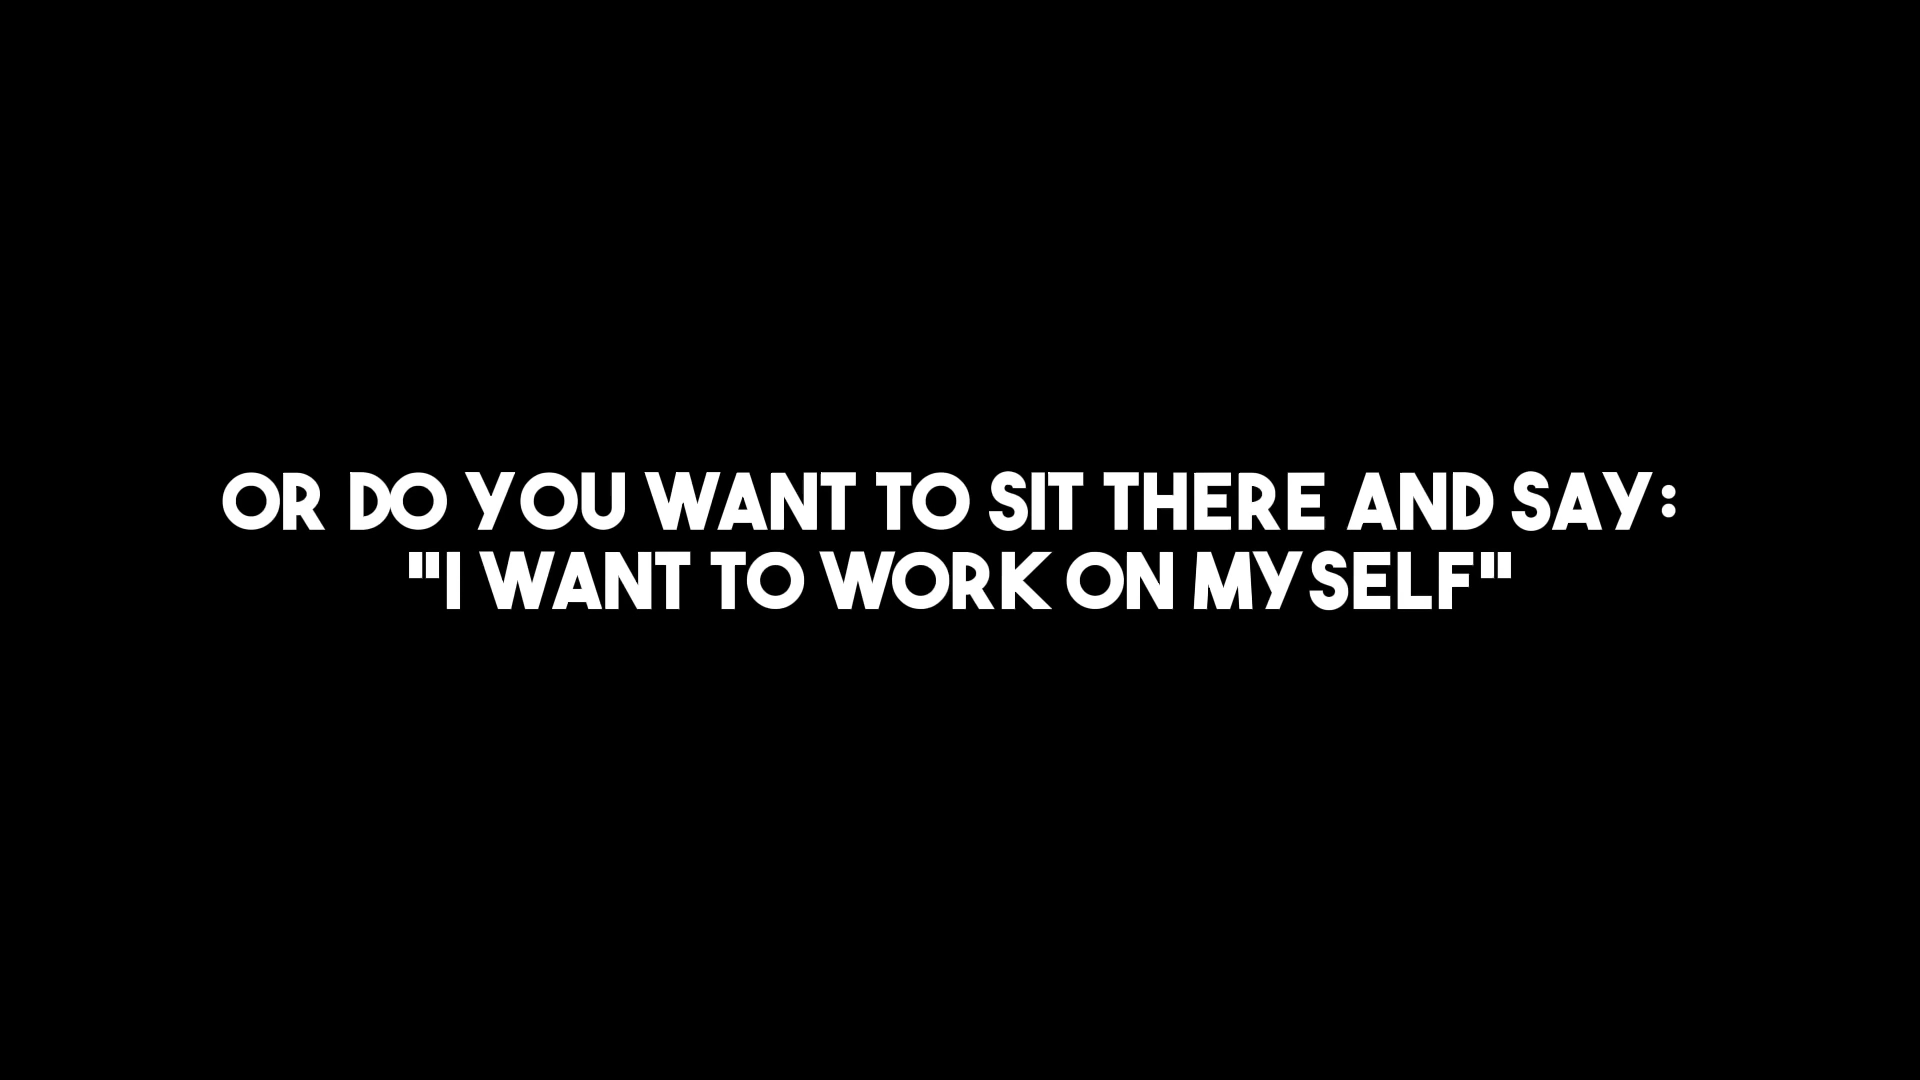 OR DO YOU WANT TO SIT THERE AND SAY:
"I WANT TO WORK ON MYSELF"